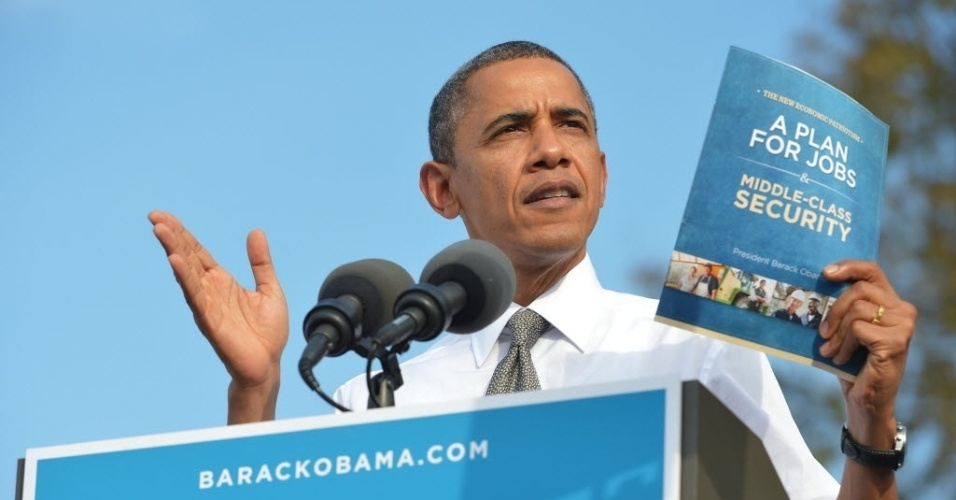 · THE NEW ECONOMIC PATRIOTISM ·
A PLAN
FOR JOBS
&
MIDDLE-CLASS
SECURITY
President Barack
BARACKOBAMA.COM